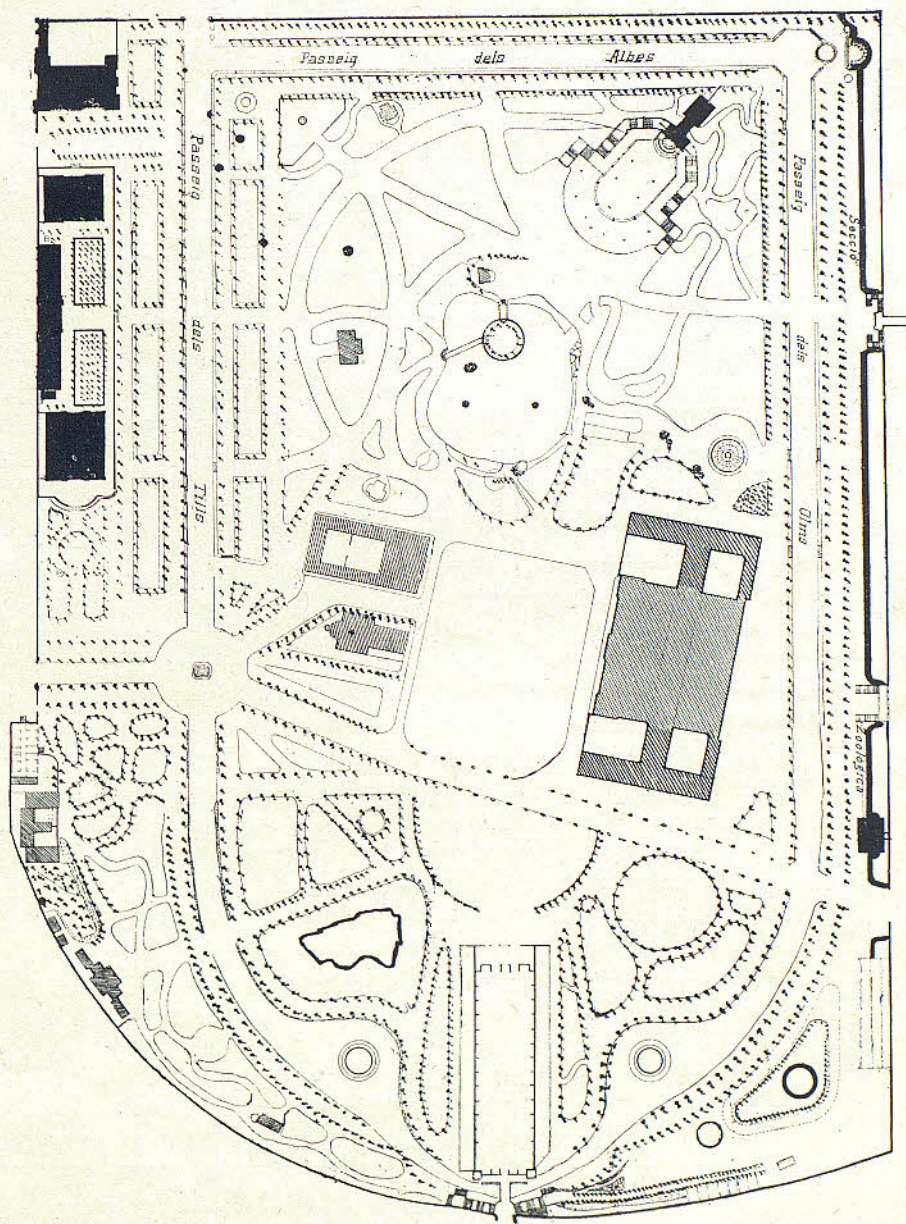 Passeig dels Albes
Passeig dels Tills
Passeig dels Olms
Secció Zoològica